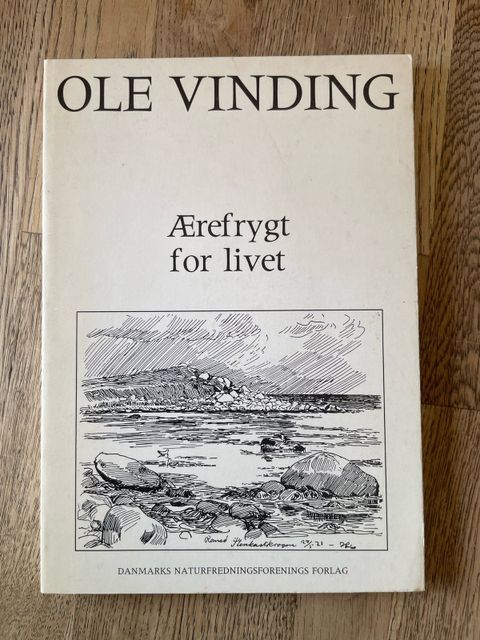 OLE VINDING
Ærefrygt
for livet
DANMARKS NATURFREDNINGSFORENINGS FORLAG